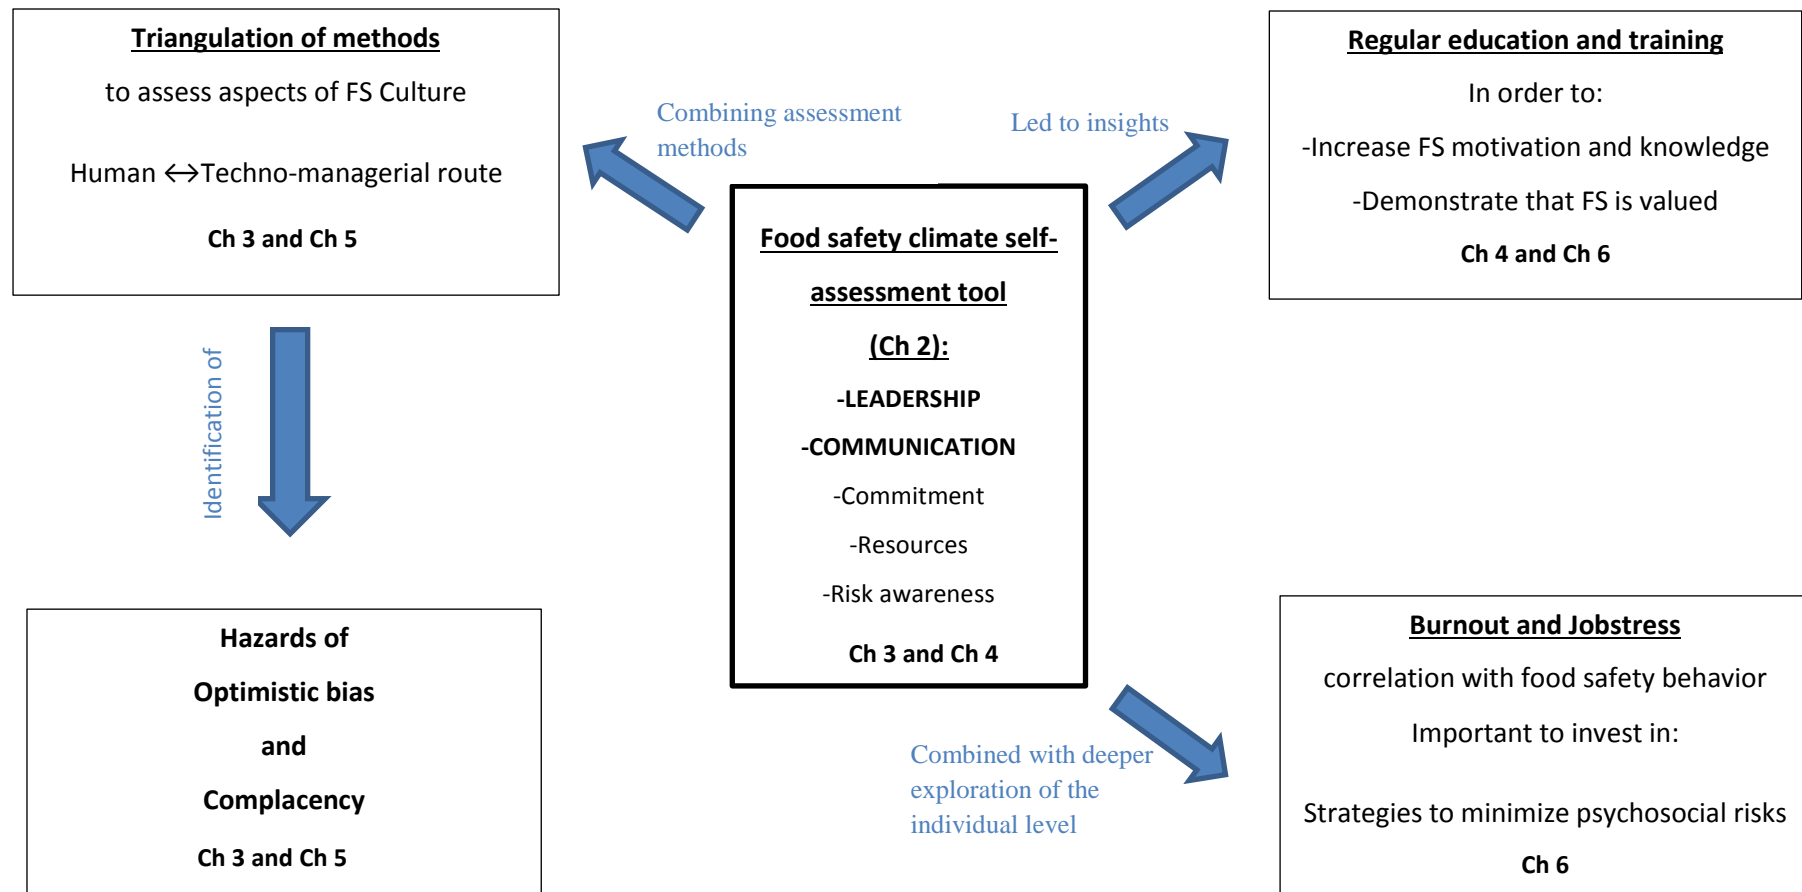 Triangulation of methods
to assess aspects of FS Culture
Human ↔Techno-managerial route
Ch 3 and Ch 5
Combining assessment
methods
Led to insights
Regular education and training
In order to:
-Increase FS motivation and knowledge
-Demonstrate that FS is valued
Ch 4 and Ch 6
Food safety climate self-
assessment tool
(Ch 2):
-LEADERSHIP
-COMMUNICATION
-Commitment
-Resources
-Risk awareness
Ch 3 and Ch 4
Identification of
Hazards of
Optimistic bias
and
Complacency
Ch 3 and Ch 5
Combined with deeper
exploration of the
individual level
Burnout and Jobstress
correlation with food safety behavior
Important to invest in:
Strategies to minimize psychosocial risks
Ch 6